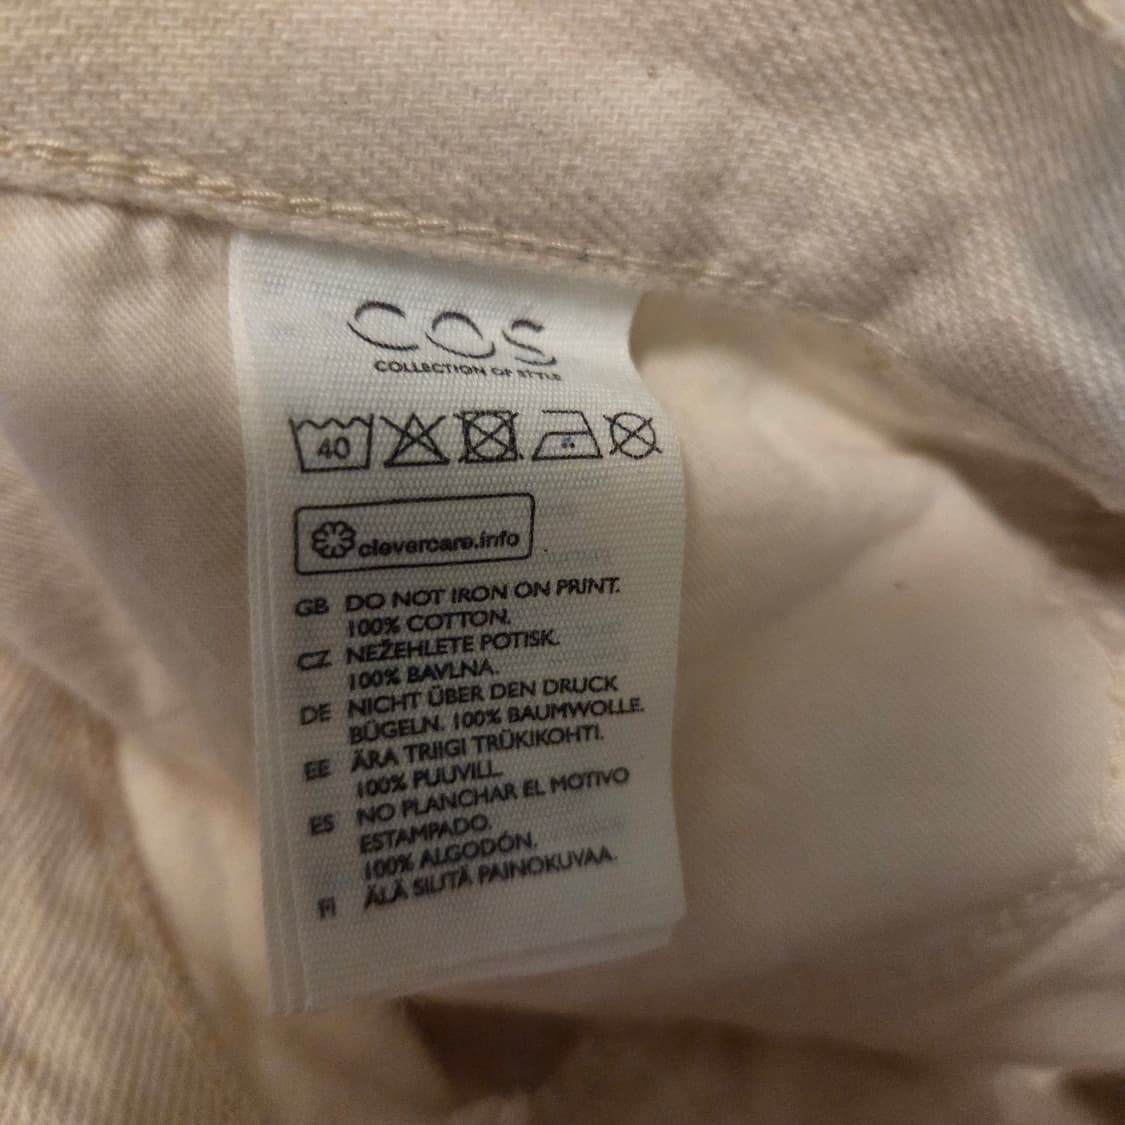 COS
COLLECTION OF STYLE
40
clevercare.info
GB DO NOT IRON ON PRINT.
100% COTTON.
CZ NEŽEHLETE POTISK.
100% BAVLNA.
DE NICHT ÜBER DEN DRUCK
BÜGELN. 100% BAUMWOLLE.
EE ÄRA TRIIGI TRÜKIKOHTI.
100% PUUVILL.
ES NO PLANCHAR EL MOTIVO
ESTAMPADO.
100% ALGODÓN.
FI ÄLÄ SILITÄ PAINOKUVAA.